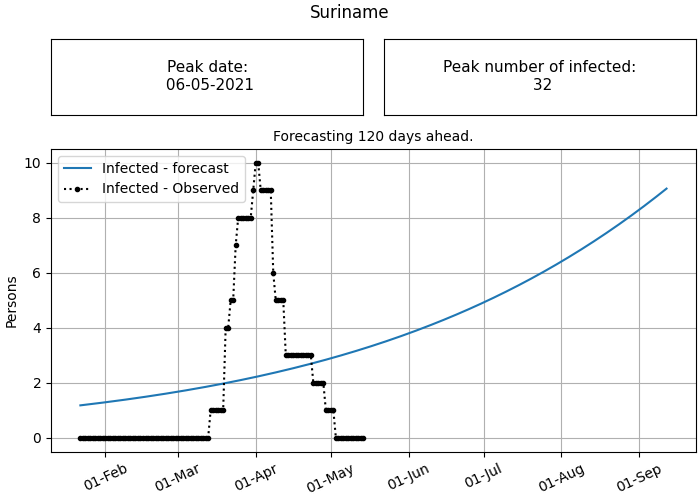 Suriname
Peak date:
06-05-2021
Peak number of infected:
32
Forecasting 120 days ahead.
Infected - forecast
Infected - Observed
Persons
10
8
6
4
2
0
01-Feb
01-Mar
01-Apr
01-May
01-Jun
01-Jul
01-Aug
01-Sep